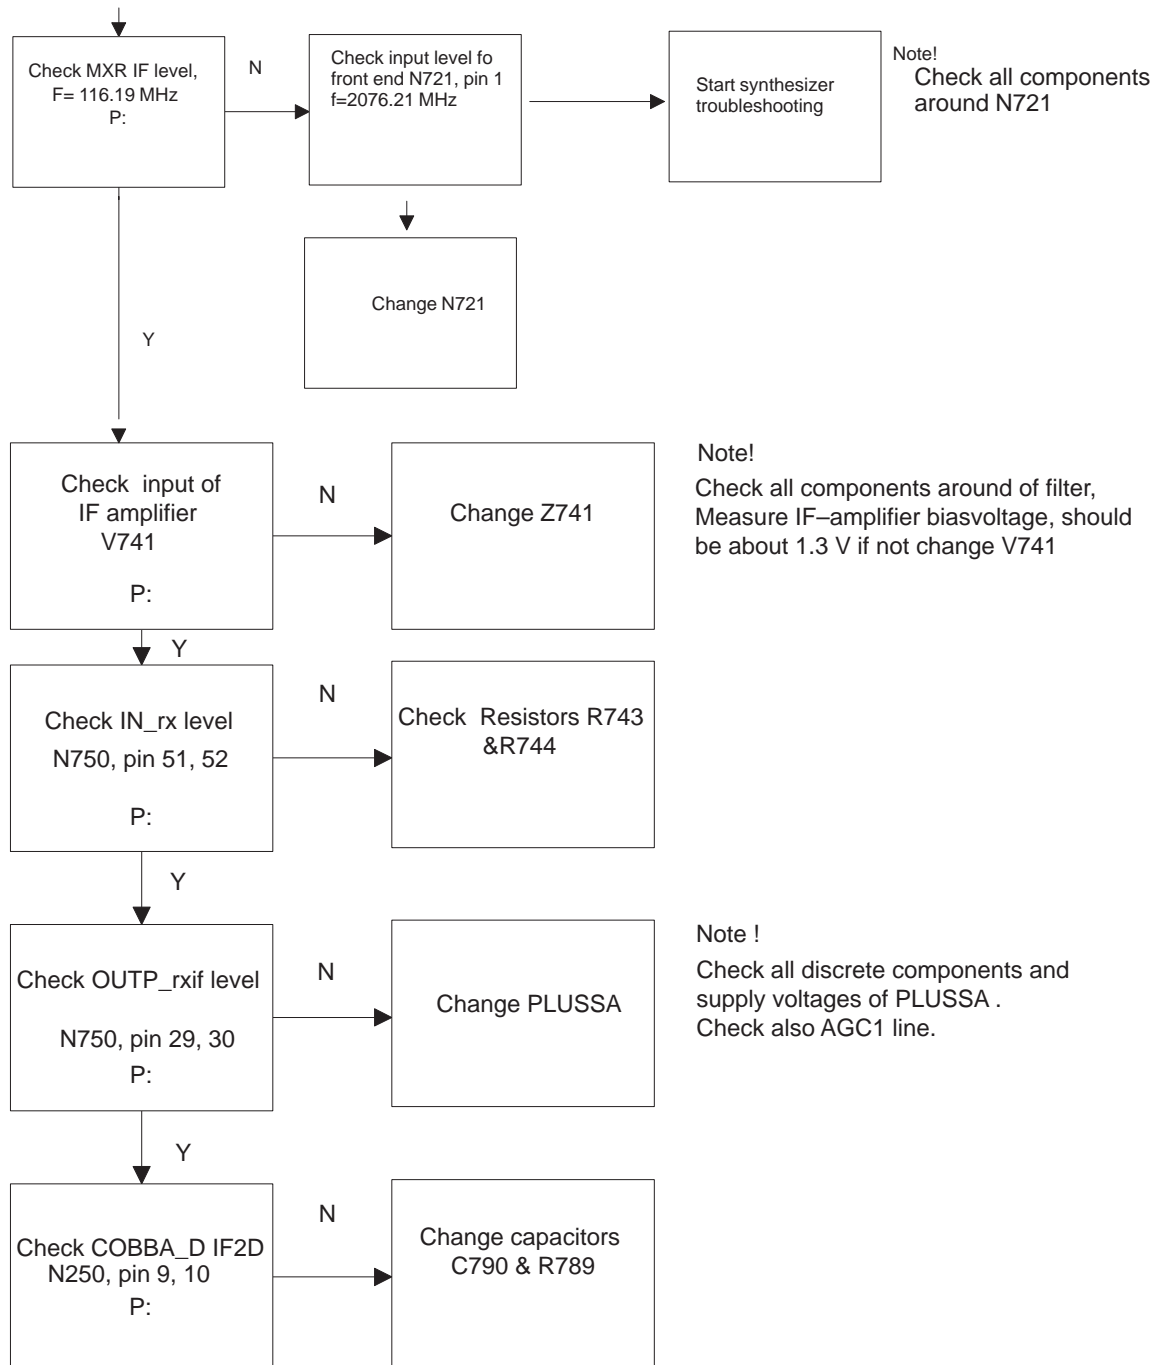 Check MXR IF level,
F= 116.19 MHz
P:
N
Check input level fo
front end N721, pin 1
f=2076.21 MHz
Start synthesizer
troubleshooting
Note!
Check all components
around N721
Change N721
Y
Check input of
IF amplifier
V741
P:
N
Change Z741
Note!
Check all components around of filter,
Measure IF–amplifier biasvoltage, should
be about 1.3 V if not change V741
Y
Check IN_rx level
N750, pin 51, 52
P:
N
Check Resistors R743
&R744
Y
Check OUTP_rxif level
N750, pin 29, 30
P:
N
Change PLUSSA
Note !
Check all discrete components and
supply voltages of PLUSSA .
Check also AGC1 line.
Y
Check COBBA_D IF2D
N250, pin 9, 10
P:
N
Change capacitors
C790 & R789